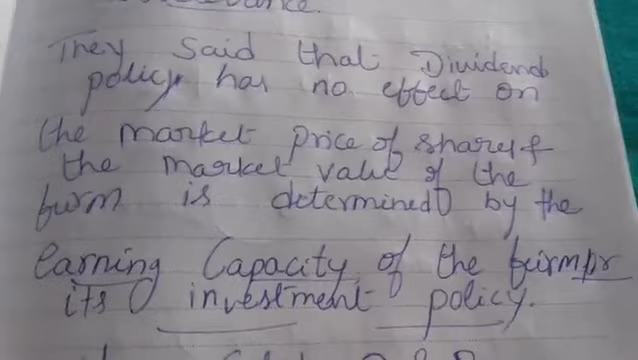 They said that Dividend
policy has no effect on
the market price of shares &
the market value of the
firm is determined by the
earning Capacity of the firm or
its investment policy.